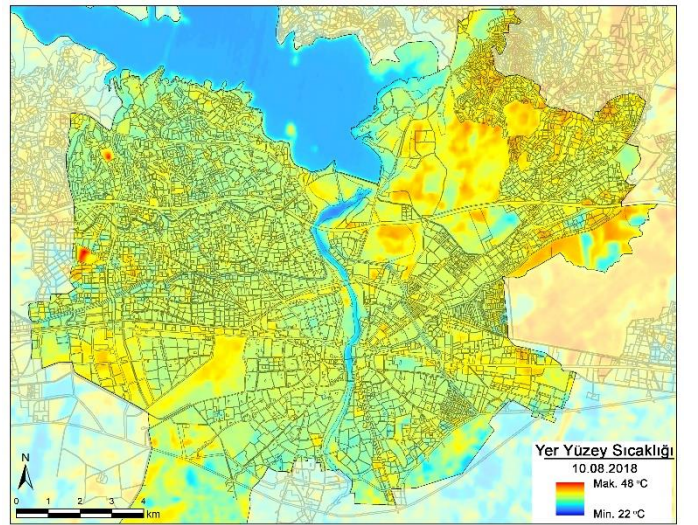 Yer Yüzey Sıcaklığı
10.08.2018
Mak. 48 °C
Min. 22 °C
N
0 1 2 3 4
km